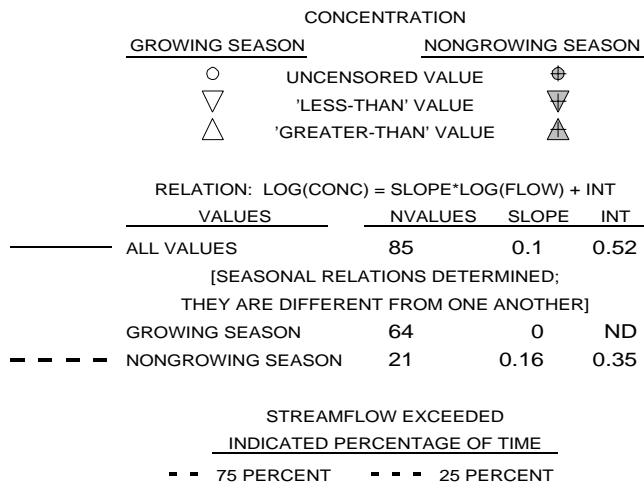 CONCENTRATION
GROWING SEASON NONGROWING SEASON
UNCENSORED VALUE
'LESS-THAN' VALUE
'GREATER-THAN' VALUE
RELATION: LOG(CONC) = SLOPE*LOG(FLOW) + INT
VALUES NVALUES SLOPE INT
ALL VALUES 85 0.1 0.52
[SEASONAL RELATIONS DETERMINED;
THEY ARE DIFFERENT FROM ONE ANOTHER]
GROWING SEASON 64 0 ND
NONGROWING SEASON 21 0.16 0.35
STREAMFLOW EXCEEDED
INDICATED PERCENTAGE OF TIME
75 PERCENT 25 PERCENT